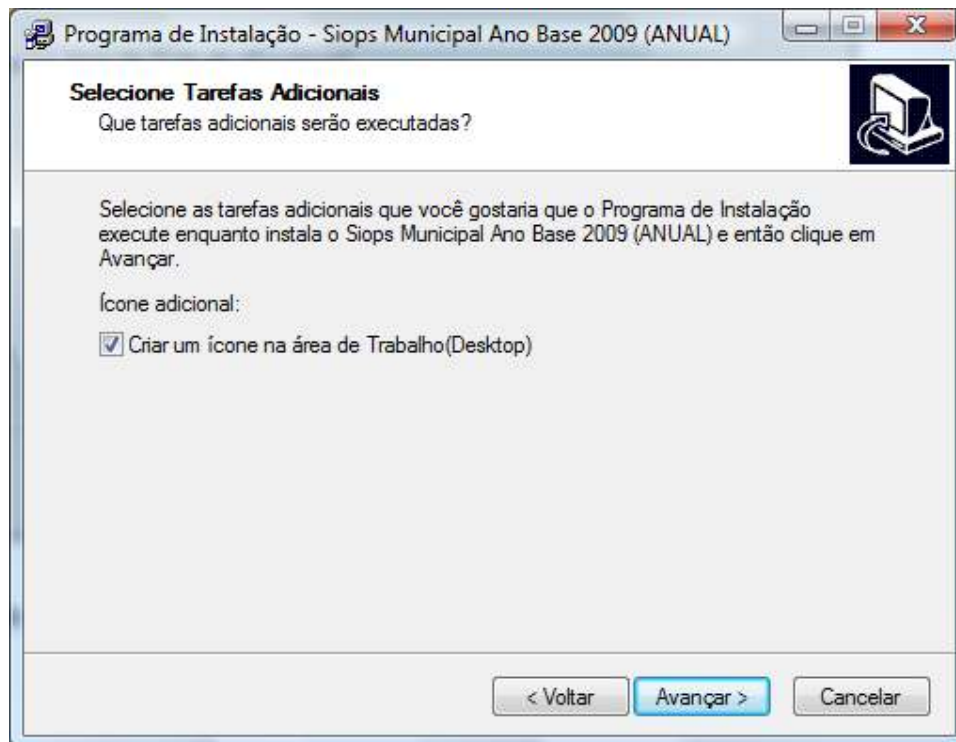 Programa de Instalação - Siops Municipal Ano Base 2009 (ANUAL)
Selecione Tarefas Adicionais
Que tarefas adicionais serão executadas?
Selecione as tarefas adicionais que você gostaria que o Programa de Instalação
execute enquanto instala o Siops Municipal Ano Base 2009 (ANUAL) e então clique em
Avançar.
Ícone adicional:
Criar um ícone na área de Trabalho(Desktop)
< Voltar
Avançar >
Cancelar